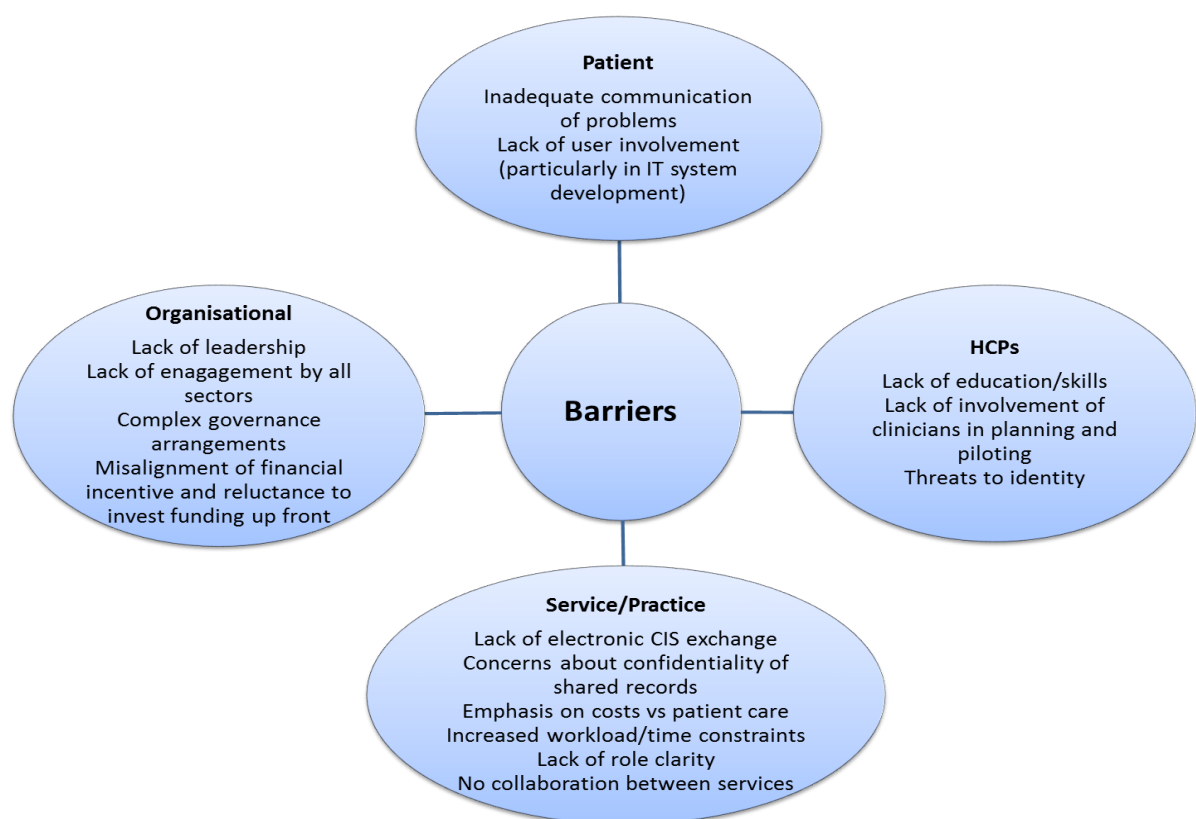 Patient
Inadequate communication
of problems
Lack of user involvement
(particularly in IT system
development)
Organisational
Lack of leadership
Lack of enagagement by all
sectors
Complex governance
arrangements
Misalignment of financial
incentive and reluctance to
invest funding up front
Barriers
HCPs
Lack of education/skills
Lack of involvement of
clinicians in planning and
piloting
Threats to identity
Service/Practice
Lack of electronic CIS exchange
Concerns about confidentiality of
shared records
Emphasis on costs vs patient care
Increased workload/time constraints
Lack of role clarity
No collaboration between services